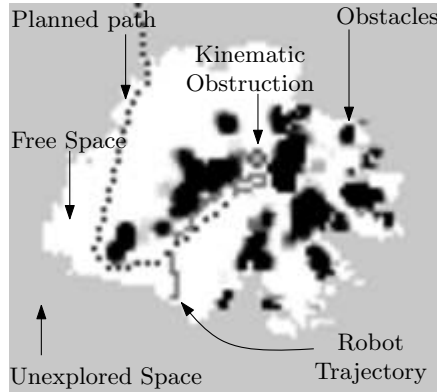 Planned path
Obstacles
Kinematic
Obstruction
Free Space
Unexplored Space
Robot
Trajectory